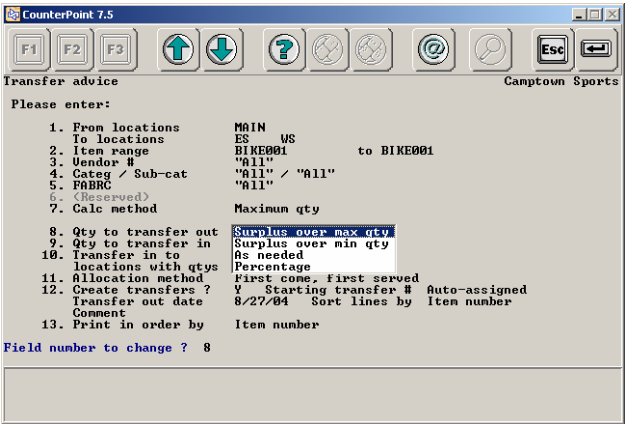 CounterPoint 7.5
F1 F2 F3 ? @ Esc
Transfer advice Camptown Sports
Please enter:
1. From locations MAIN
To locations ES WS
2. Item range BIKE001 to BIKE001
3. Vendor # "All"
4. Categ / Sub-cat "All" / "All"
5. FABRC "All"
6. (Reserved)
7. Calc method Maximum qty
8. Qty to transfer out Surplus over max qty
9. Qty to transfer in Surplus over min qty
10. Transfer in to As needed
locations with qtys Percentage
11. Allocation method First come, first served
12. Create transfers ? Y Starting transfer # Auto-assigned
Transfer out date 8/27/04 Sort lines by Item number
Comment
13. Print in order by Item number
Field number to change ? 8